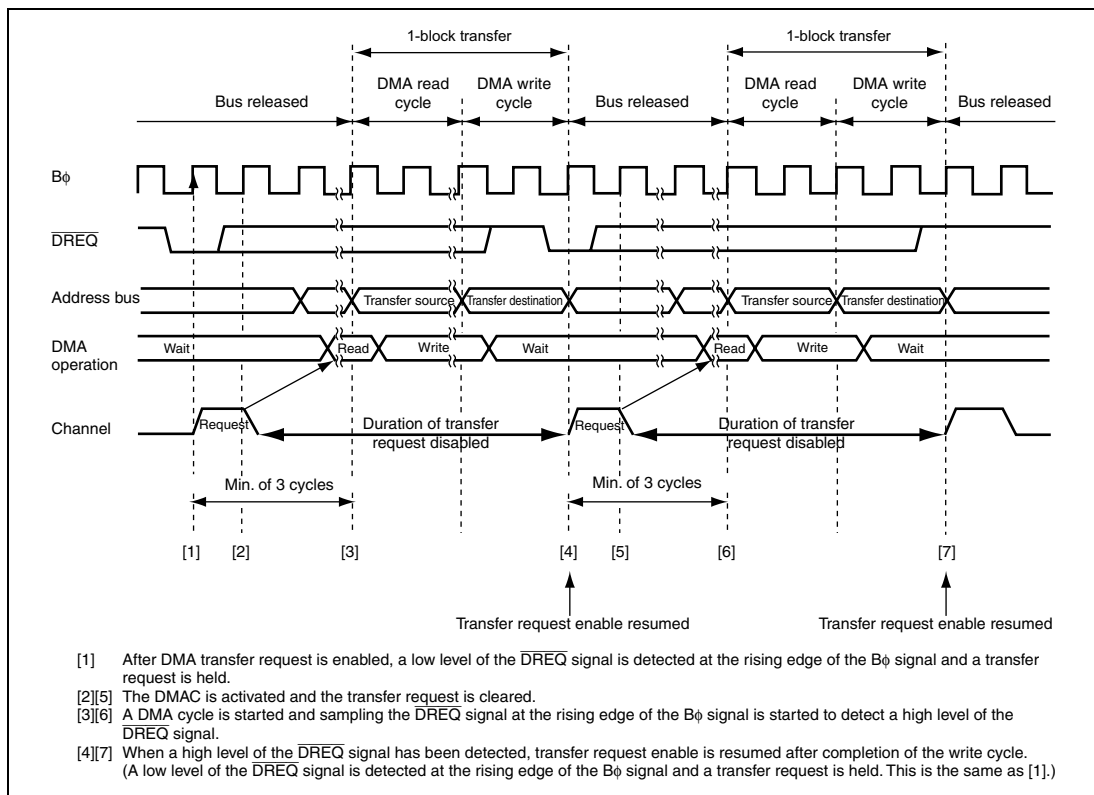 1-block transfer 1-block transfer
DMA read DMA write DMA read DMA write
Bus released cycle cycle Bus released cycle cycle Bus released
Bϕ
DREQ
Address bus Transfer source Transfer destination Transfer source Transfer destination
DMA
operation Wait Read Write Wait Read Write Wait
Channel Request Duration of transfer Request Duration of transfer
request disabled request disabled
Min. of 3 cycles Min. of 3 cycles
[1] [2] [3] [4] [5] [6] [7]
Transfer request enable resumed Transfer request enable resumed
[1] After DMA transfer request is enabled, a low level of the DREQ signal is detected at the rising edge of the Bϕ signal and a transfer
request is held.
[2][5] The DMAC is activated and the transfer request is cleared.
[3][6] A DMA cycle is started and sampling the DREQ signal at the rising edge of the Bϕ signal is started to detect a high level of the
DREQ signal.
[4][7] When a high level of the DREQ signal has been detected, transfer request enable is resumed after completion of the write cycle.
(A low level of the DREQ signal is detected at the rising edge of the Bϕ signal and a transfer request is held. This is the same as [1].)